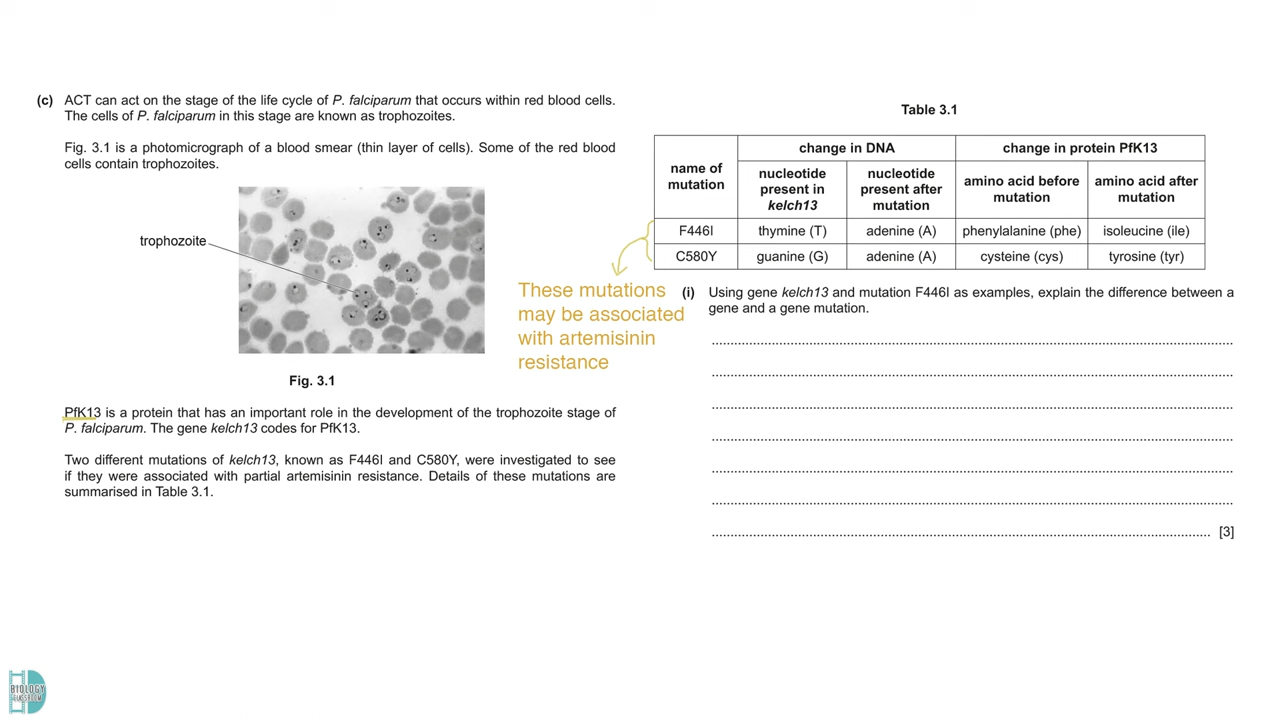 (c) ACT can act on the stage of the life cycle of P. falciparum that occurs within red blood cells.
The cells of P. falciparum in this stage are known as trophozoites.
Fig. 3.1 is a photomicrograph of a blood smear (thin layer of cells). Some of the red blood
cells contain trophozoites.
trophozoite
Fig. 3.1
PfK13 is a protein that has an important role in the development of the trophozoite stage of
P. falciparum. The gene kelch13 codes for PfK13.
Two different mutations of kelch13, known as F446I and C580Y, were investigated to see
if they were associated with partial artemisinin resistance. Details of these mutations are
summarised in Table 3.1.
Table 3.1
name of
mutation
change in DNA
change in protein PfK13
nucleotide
present in
kelch13
nucleotide
present after
mutation
amino acid before
mutation
amino acid after
mutation
F446I thymine (T) adenine (A) phenylalanine (phe) isoleucine (ile)
C580Y guanine (G) adenine (A) cysteine (cys) tyrosine (tyr)
These mutations
may be associated
with artemisinin
resistance
(i) Using gene kelch13 and mutation F446I as examples, explain the difference between a
gene and a gene mutation.
[3]
BIOLOGY
CLASSROOM